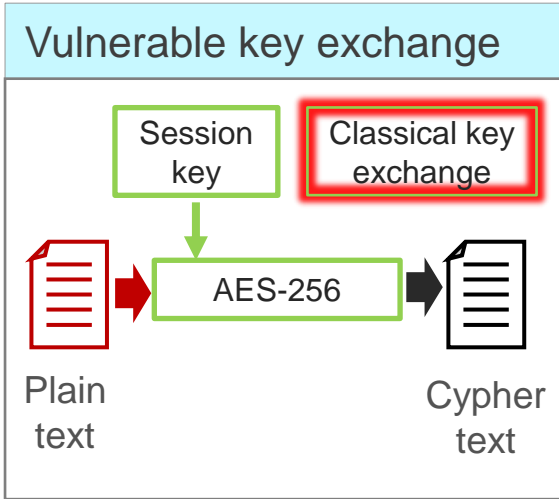 Vulnerable key exchange
Session
key
Classical key
exchange
AES-256
Plain
text
Cypher
text